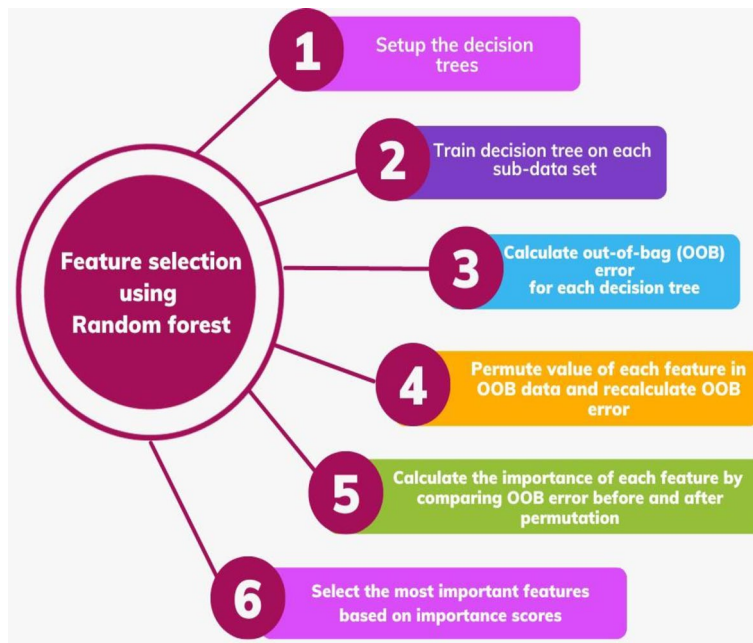 Feature selection
using
Random forest
1
Setup the decision
trees
2
Train decision tree on each
sub-data set
3
Calculate out-of-bag (OOB)
error
for each decision tree
4
Permute value of each feature in
OOB data and recalculate OOB
error
5
Calculate the importance of each feature by
comparing OOB error before and after
permutation
6
Select the most important features
based on importance scores